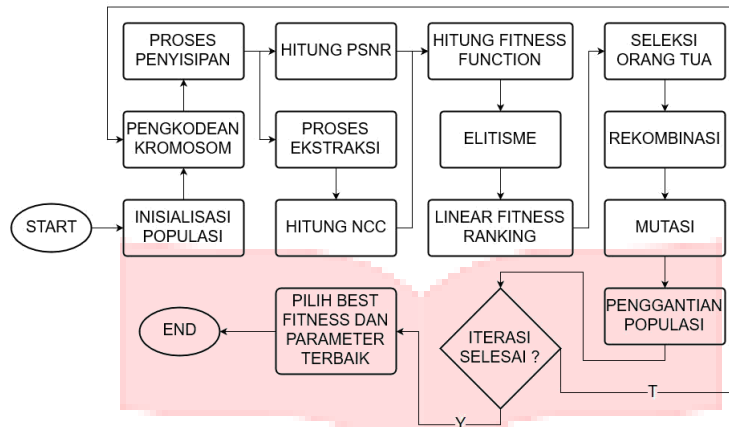 START
INISIALISASI
POPULASI
PENGKODEAN
KROMOSOM
PROSES
PENYISIPAN
HITUNG PSNR
PROSES
EKSTRAKSI
HITUNG NCC
HITUNG FITNESS
FUNCTION
ELITISME
LINEAR FITNESS
RANKING
SELEKSI
ORANG TUA
REKOMBINASI
MUTASI
PENGGANTIAN
POPULASI
ITERASI
SELESAI ?
T
Y
PILIH BEST
FITNESS DAN
PARAMETER
TERBAIK
END